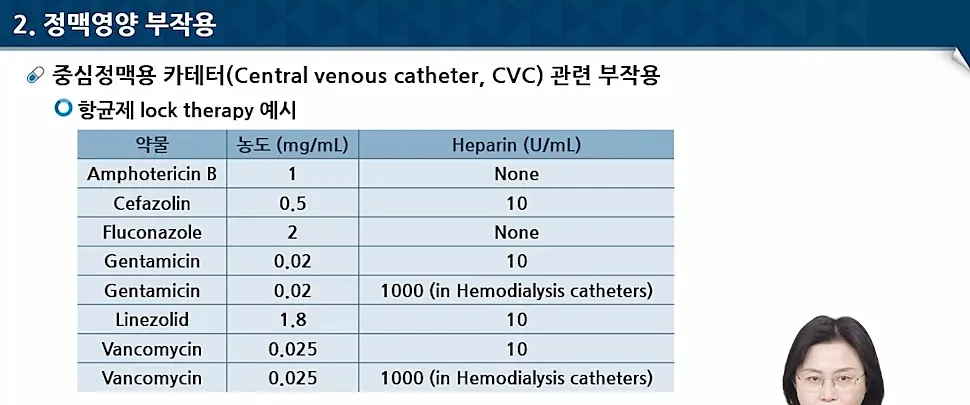 2. 정맥영양 부작용
중심정맥용 카테터(Central venous catheter, CVC) 관련 부작용
항균제 lock therapy 예시
약물 농도 (mg/mL) Heparin (U/mL)
Amphotericin B 1 None
Cefazolin 0.5 10
Fluconazole 2 None
Gentamicin 0.02 10
Gentamicin 0.02 1000 (in Hemodialysis catheters)
Linezolid 1.8 10
Vancomycin 0.025 10
Vancomycin 0.025 1000 (in Hemodialysis catheters)